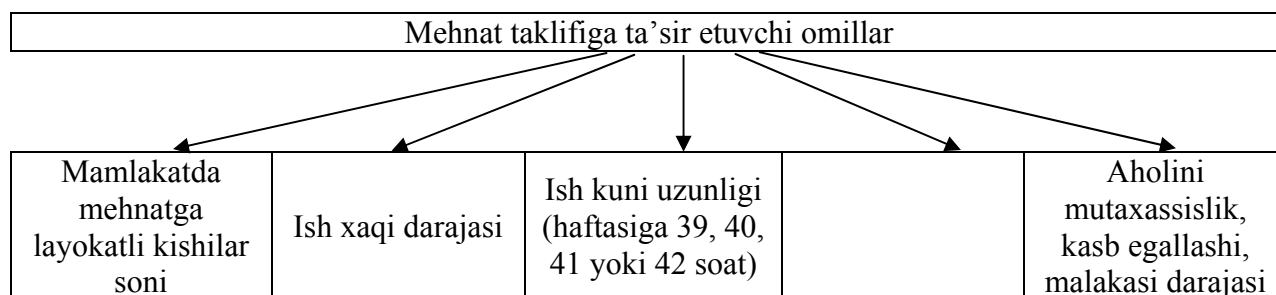 Mehnat taklifiga ta’sir etuvchi omillar
Mamlakatda
mehnatga
layokatli kishilar
soni
Ish xaqi darajasi
Ish kuni uzunligi
(haftasiga 39, 40,
41 yoki 42 soat)
Aholini
mutaxassislik,
kasb egallashi,
malakasi darajasi